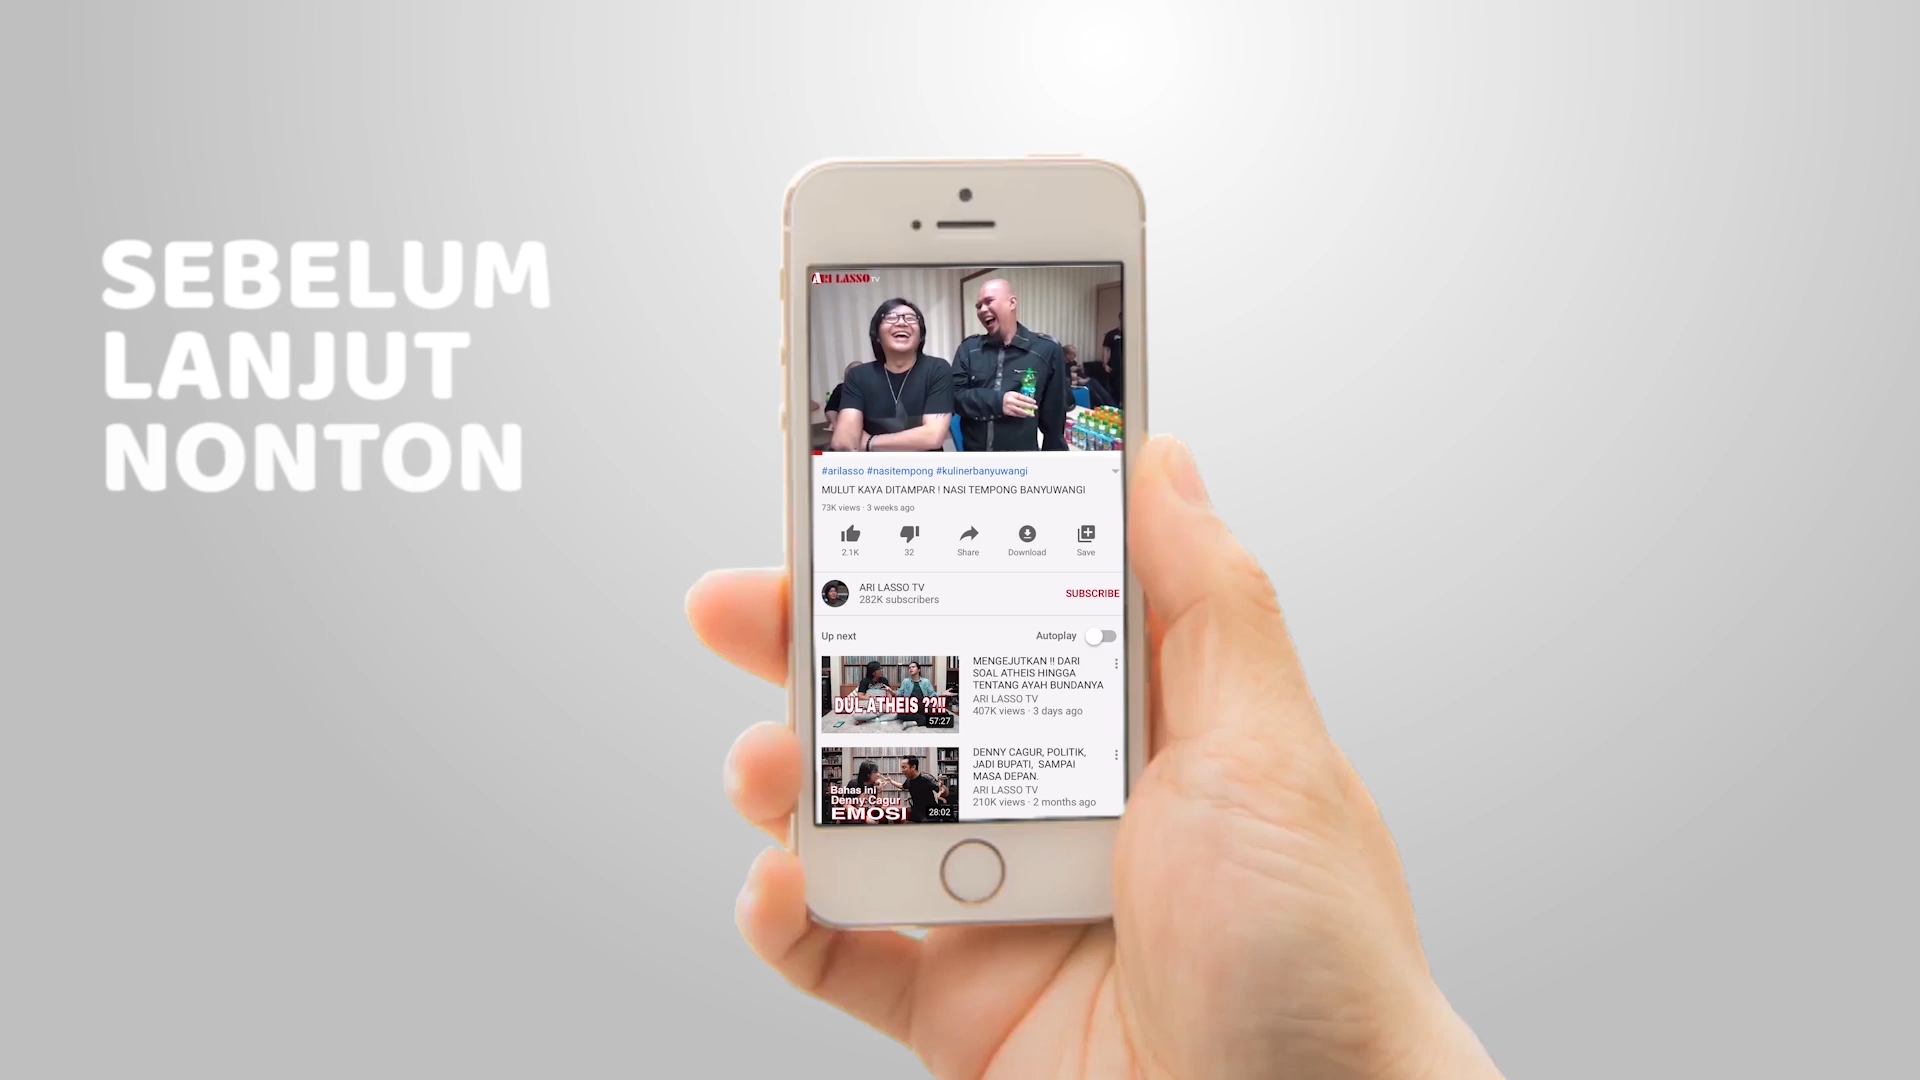 SEBELUM
LANJUT
NONTON
ARI LASSO TV
#arilasso #nasitempong #kulinerbanyuwangi
MULUT KAYA DITAMPAR ! NASI TEMPONG BANYUWANGI
73K views · 3 weeks ago
2.1K 32 Share Download Save
ARI LASSO TV
282K subscribers
SUBSCRIBE
Up next Autoplay
DUL ATHEIS ??!!
57:27
MENGEJUTKAN !! DARI
SOAL ATHEIS HINGGA
TENTANG AYAH BUNDANYA
ARI LASSO TV
407K views · 3 days ago
Bahas ini
Denny Cagur
EMOSI
28:02
DENNY CAGUR, POLITIK,
JADI BUPATI, SAMPAI
MASA DEPAN.
ARI LASSO TV
210K views · 2 months ago